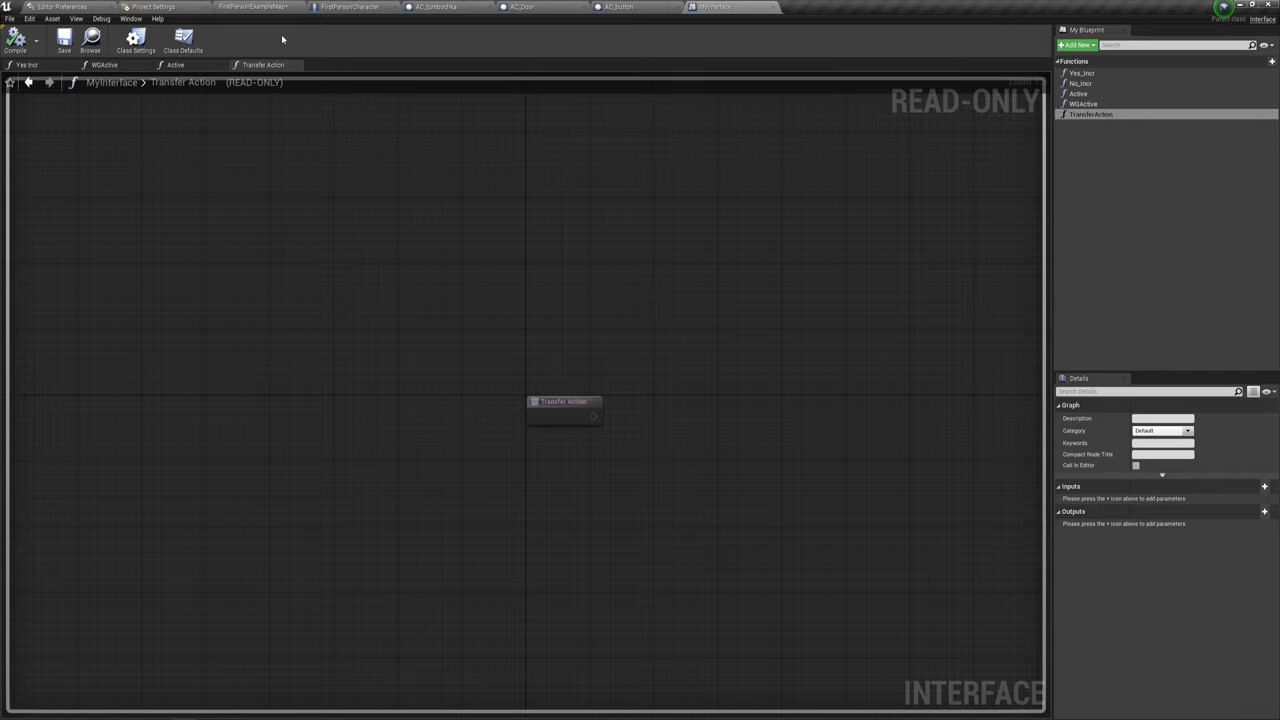 Editor Preferences
Project Settings
FirstPersonExampleMap*
FirstPersonCharacter
AC_tumbochka
AC_Door
AC_button
MyInterface
File Edit Asset View Debug Window Help
Parent class: Interface
Compile
Save
Browse
Class Settings
Class Defaults
My Blueprint
+ Add New
Search
Functions
Yes_Incr
No_Incr
Active
WGActive
TransferAction
Yes Incr
WGActive
Active
Transfer Action
MyInterface > Transfer Action (READ-ONLY)
READ-ONLY
Transfer Action
INTERFACE
Details
Search Details
Graph
Description
Category
Default
Keywords
Compact Node Title
Call In Editor
Inputs
Please press the + icon above to add parameters
Outputs
Please press the + icon above to add parameters